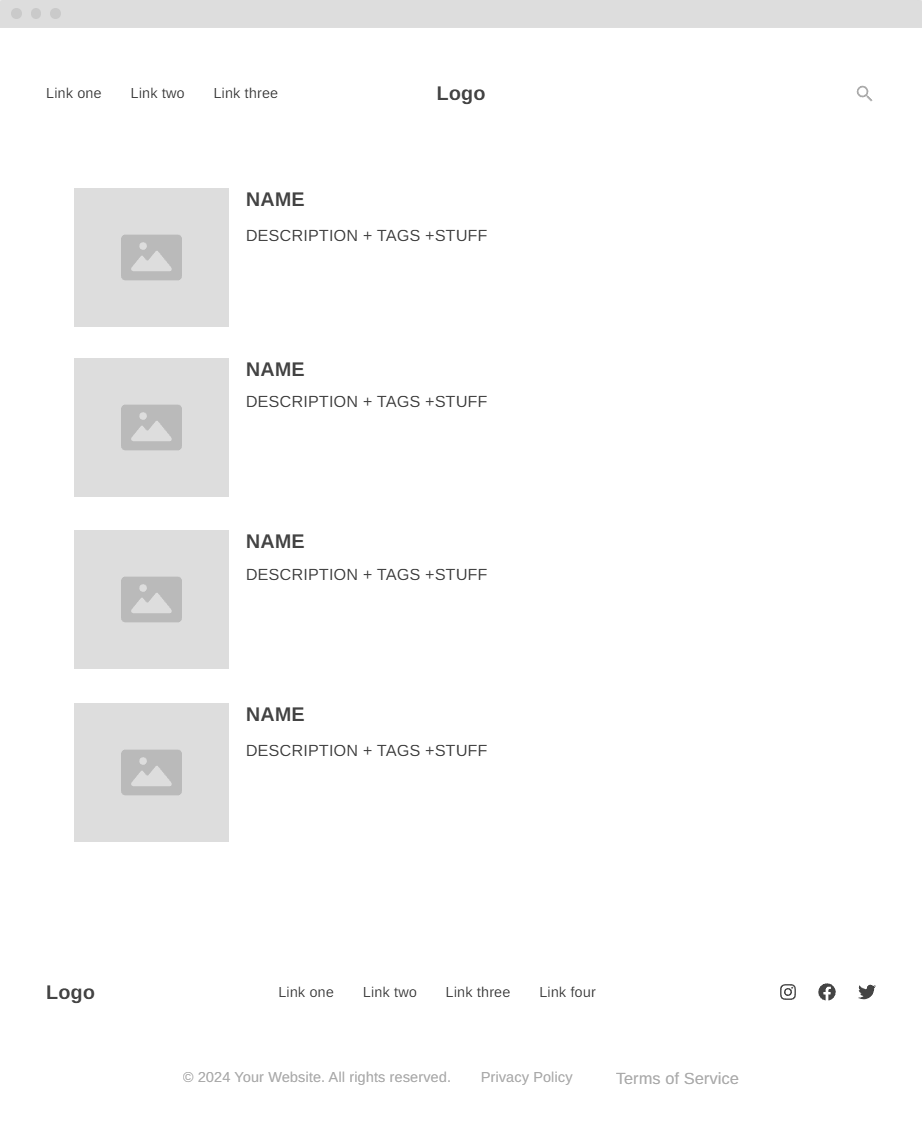 Link one Link two Link three Logo
NAME
DESCRIPTION + TAGS +STUFF
NAME
DESCRIPTION + TAGS +STUFF
NAME
DESCRIPTION + TAGS +STUFF
NAME
DESCRIPTION + TAGS +STUFF
Logo Link one Link two Link three Link four
© 2024 Your Website. All rights reserved. Privacy Policy Terms of Service